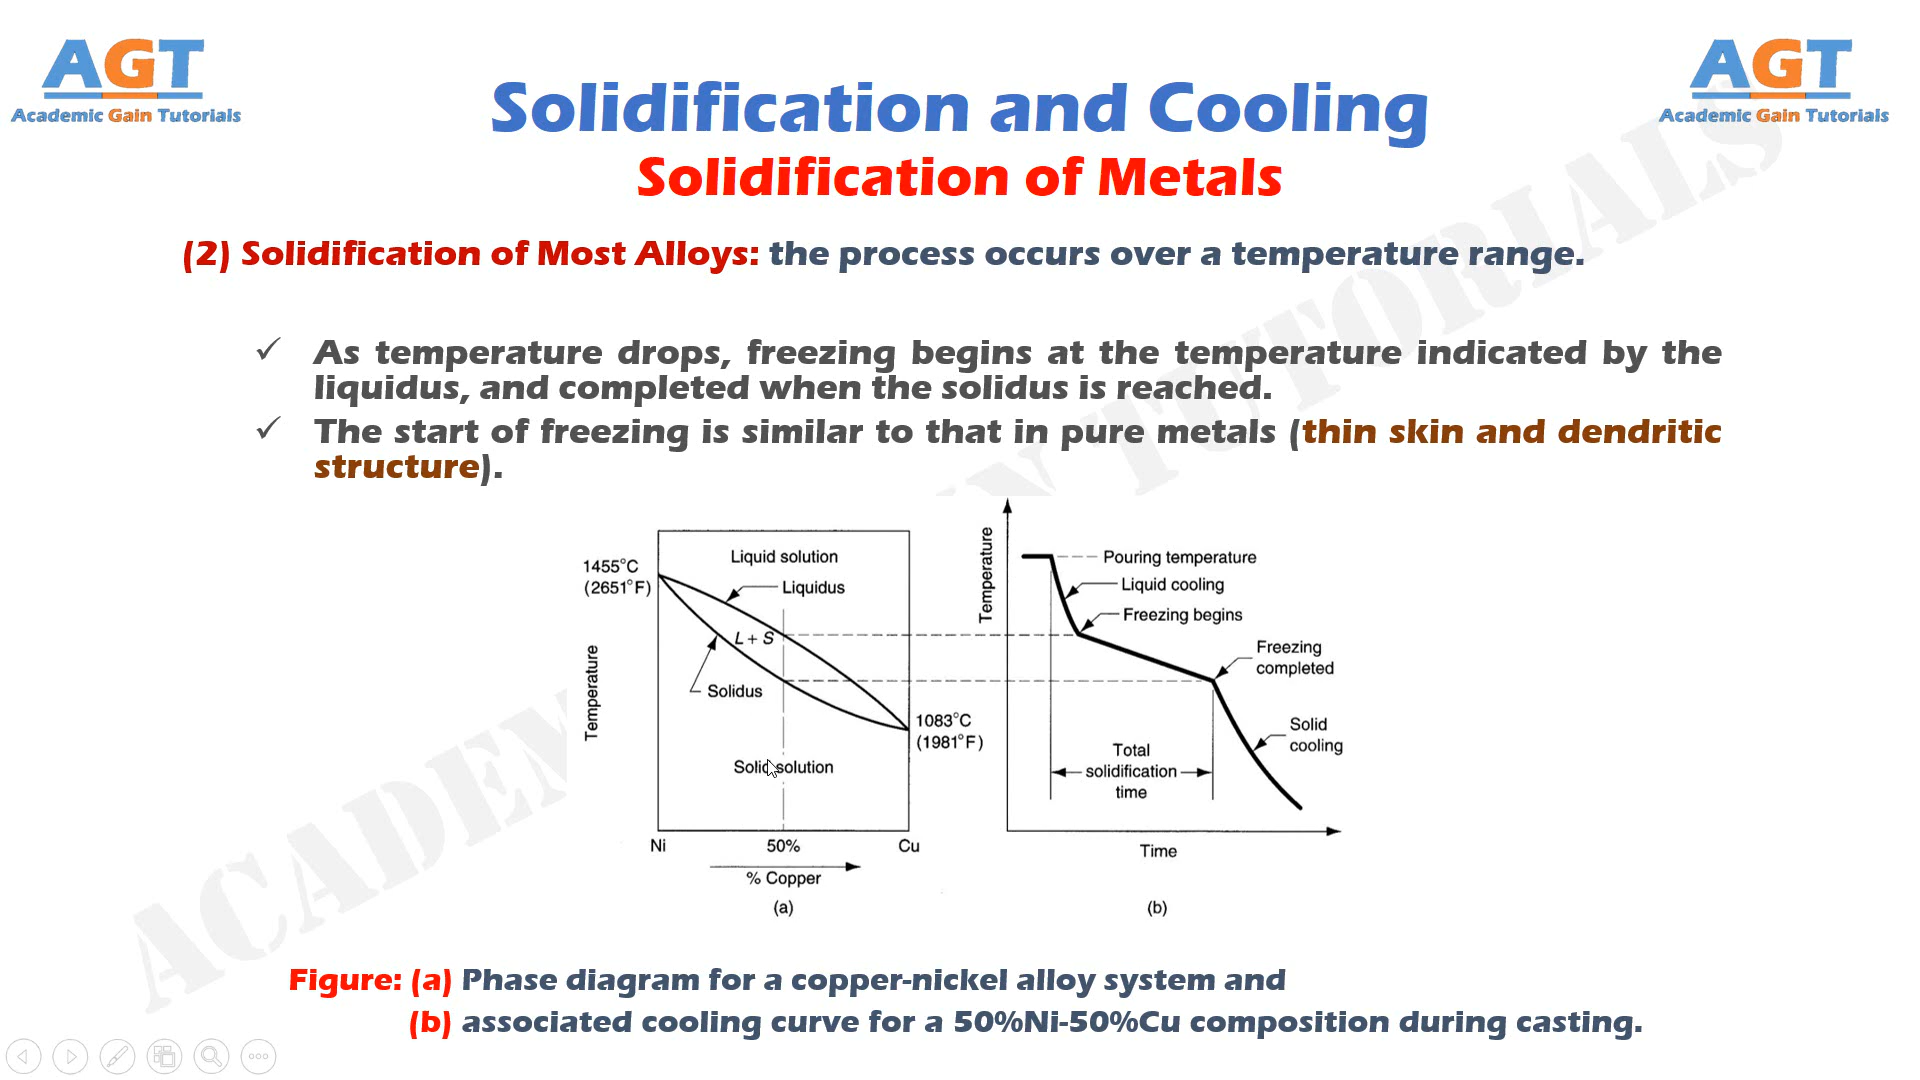 AGT
Academic Gain Tutorials
AGT
Academic Gain Tutorials
Solidification and Cooling
Solidification of Metals
(2) Solidification of Most Alloys: the process occurs over a temperature range.
✓ As temperature drops, freezing begins at the temperature indicated by the
liquidus, and completed when the solidus is reached.
✓ The start of freezing is similar to that in pure metals (thin skin and dendritic
structure).
1455°C
(2651°F)
Temperature
Liquid solution
Liquidus
L + S
Solidus
Solid solution
1083°C
(1981°F)
Ni
50%
Cu
% Copper
(a)
Temperature
Pouring temperature
Liquid cooling
Freezing begins
Freezing
completed
Solid
cooling
Total
solidification
time
Time
(b)
Figure: (a) Phase diagram for a copper-nickel alloy system and
(b) associated cooling curve for a 50%Ni-50%Cu composition during casting.